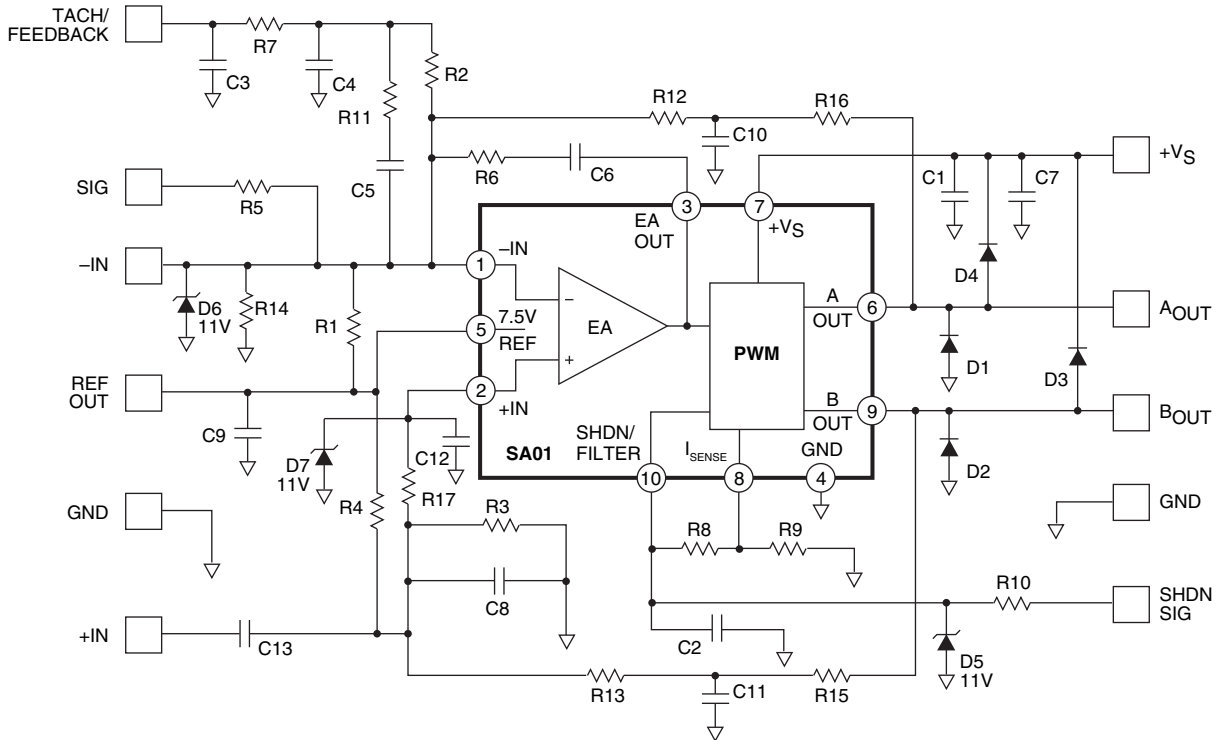 TACH/
FEEDBACK
R7
C3
C4
R11
R2
R12
R16
C10
+VS
SIG
R5
C5
R6
C6
C1
C7
3
7
EA
OUT
+VS
–IN
–IN
1
D6
11V
R14
R1
7.5V
REF
5
EA
–
+
PWM
A
OUT
6
D4
AOUT
D1
D3
REF
OUT
2
+IN
B
OUT
9
BOUT
C9
D7
11V
C12
SA01
SHDN/
FILTER
ISENSE
GND
10
8
4
D2
R4
R17
GND
R3
R8
R9
GND
C8
R10
SHDN
SIG
+IN
C13
C2
D5
11V
R13
C11
R15